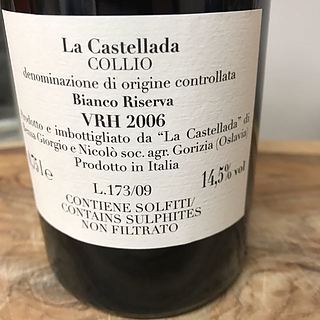 La Castellada
COLLIO
denominazione di origine controllata
Bianco Riserva
VRH 2006
e imbottigliato da “La Castellada” di
Giorgio e Nicolò soc. agr. Gorizia (Oslavia)
Prodotto in Italia
14,5% vol
L.173/09
CONTIENE SOLFITI/
CONTAINS SULPHITES
NON FILTRATO